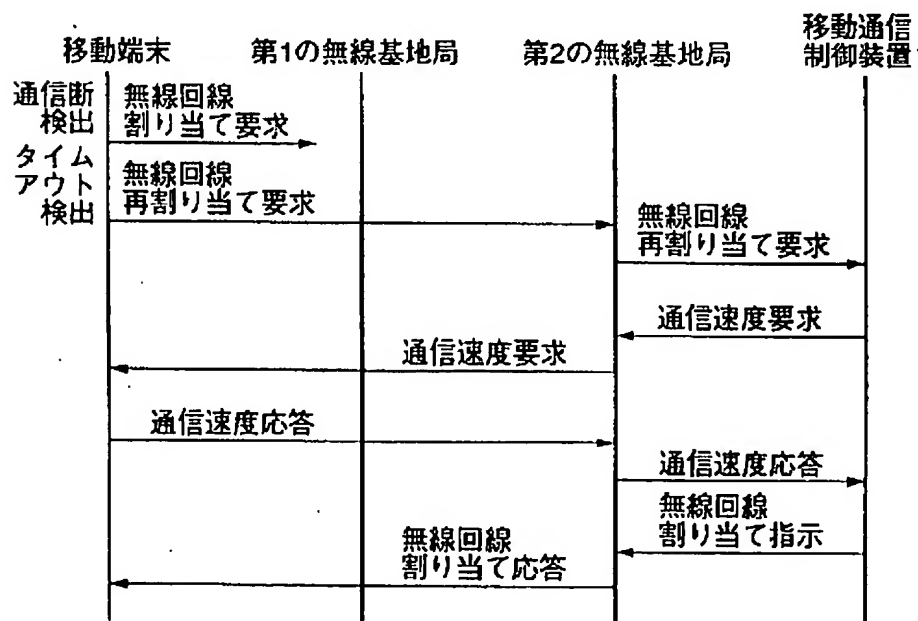 移動端末
第1の無線基地局
第2の無線基地局
移動通信
制御装置
通信断
検出
無線回線
割り当て要求
タイム
アウト
検出
無線回線
再割り当て要求
無線回線
再割り当て要求
通信速度要求
通信速度要求
通信速度応答
通信速度応答
無線回線
割り当て指示
無線回線
割り当て応答